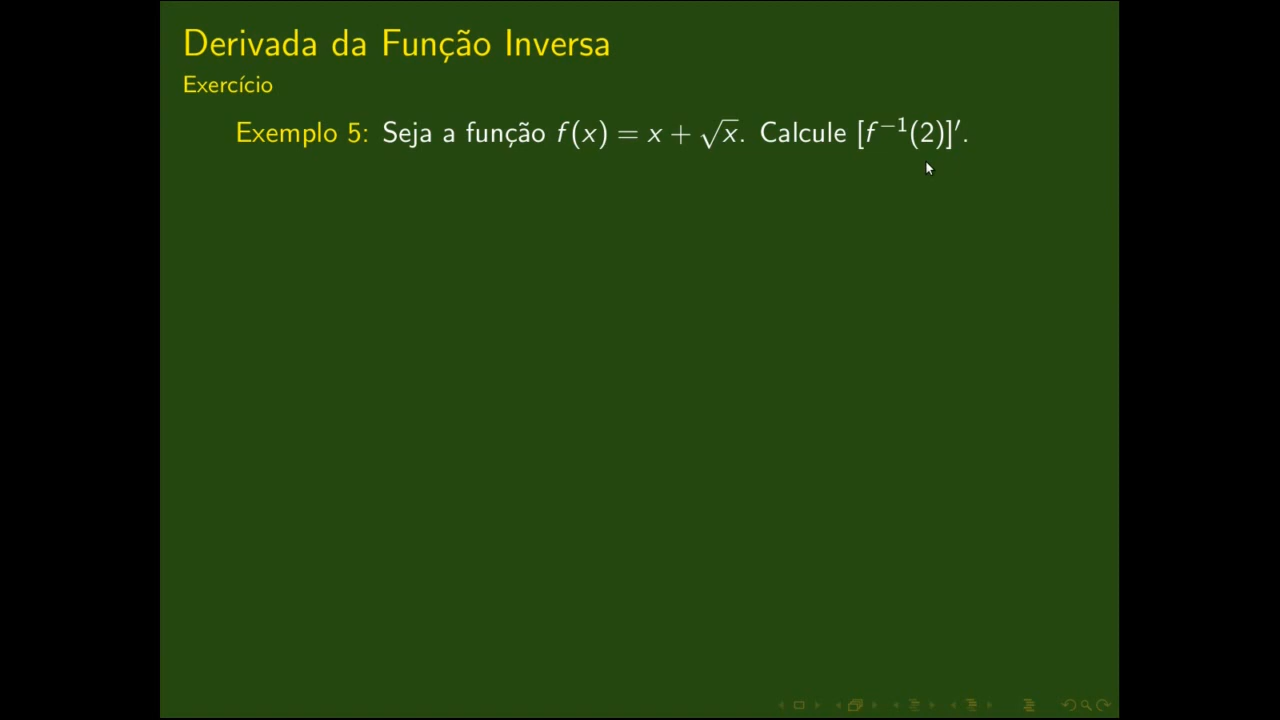 Derivada da Função Inversa
Exercício
Exemplo 5: Seja a função f(x) = x + √x. Calcule [f⁻¹(2)]′.